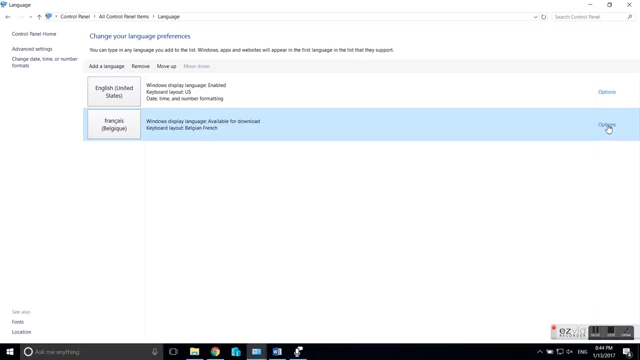 Language
Control Panel > All Control Panel Items > Language
Search Control Panel
Control Panel Home
Advanced settings
Change date, time, or number
formats
Change your language preferences
You can type in any language you add to the list. Windows, apps and websites will appear in the first language in the list that they support.
Add a language Remove Move up Move down
English (United
States)
Windows display language: Enabled
Keyboard layout: US
Date, time, and number formatting
Options
français
(Belgique)
Windows display language: Available for download
Keyboard layout: Belgian French
Options
See also
Fonts
Location
ezvid
RECORDER
Ask me anything
ENG
8:44 PM
1/13/2017